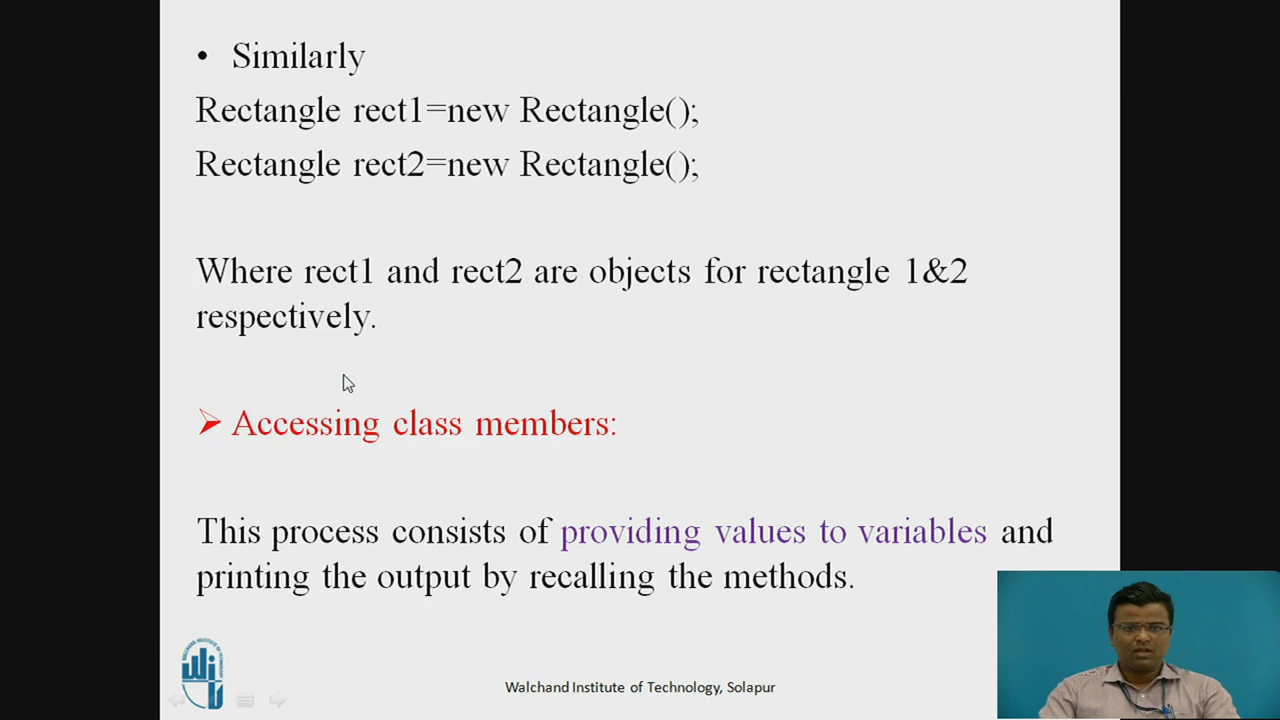 • Similarly
Rectangle rect1=new Rectangle();
Rectangle rect2=new Rectangle();
Where rect1 and rect2 are objects for rectangle 1&2
respectively.
➢ Accessing class members:
This process consists of providing values to variables and
printing the output by recalling the methods.
Walchand Institute of Technology, Solapur